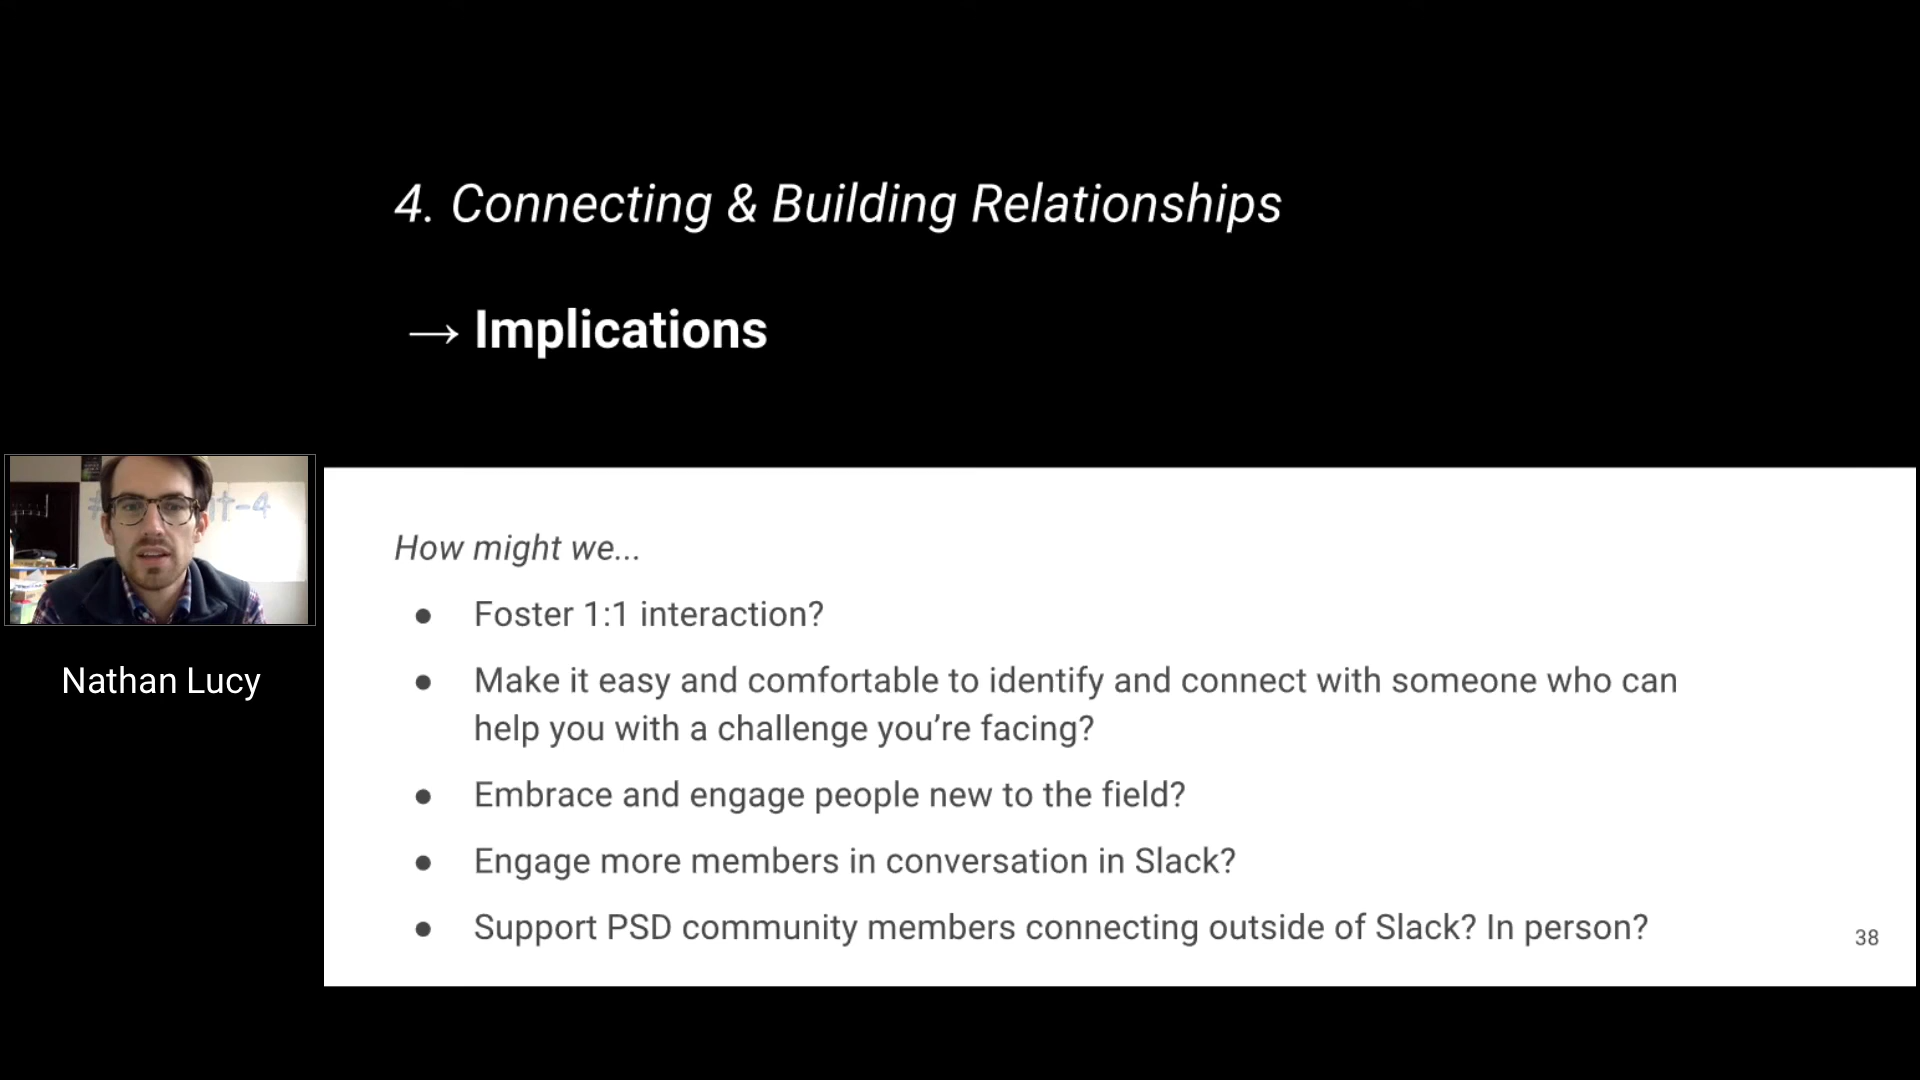 4. Connecting & Building Relationships
→ Implications
it-4
Nathan Lucy
How might we...
● Foster 1:1 interaction?
● Make it easy and comfortable to identify and connect with someone who can
help you with a challenge you’re facing?
● Embrace and engage people new to the field?
● Engage more members in conversation in Slack?
● Support PSD community members connecting outside of Slack? In person?
38